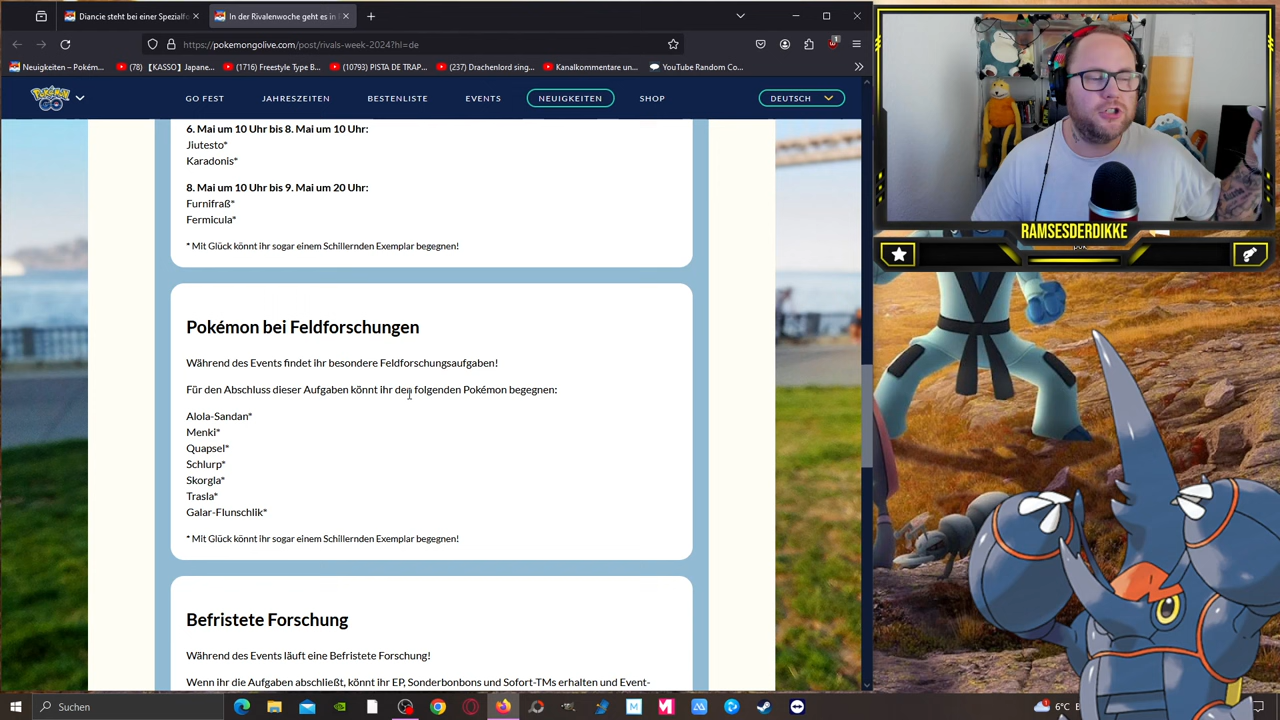 Diancie steht bei einer Spezialfo
In der Rivalenwoche geht es in
https://pokemongolive.com/post/rivals-week-2024?hl=de
1
Neuigkeiten – Pokém...
(78) 【KASSO】Japane...
(1716) Freestyle Type B...
(10793) PISTA DE TRAP...
(237) Drachenlord sing...
Kanalkommentare un...
YouTube Random Co...
GO FEST
JAHRESZEITEN
BESTENLISTE
EVENTS
NEUIGKEITEN
SHOP
DEUTSCH
6. Mai um 10 Uhr bis 8. Mai um 10 Uhr:
Jiutesto*
Karadonis*
8. Mai um 10 Uhr bis 9. Mai um 20 Uhr:
Furnifraß*
Fermicula*
* Mit Glück könnt ihr sogar einem Schillernden Exemplar begegnen!
Pokémon bei Feldforschungen
Während des Events findet ihr besondere Feldforschungsaufgaben!
Für den Abschluss dieser Aufgaben könnt ihr den folgenden Pokémon begegnen:
Alola-Sandan*
Menki*
Quapsel*
Schlurp*
Skorgla*
Trasla*
Galar-Flunschlik*
* Mit Glück könnt ihr sogar einem Schillernden Exemplar begegnen!
Befristete Forschung
Während des Events läuft eine Befristete Forschung!
Wenn ihr die Aufgaben abschließt, könnt ihr EP, Sonderbonbons und Sofort-TMs erhalten und Event-
RAMSESDERDIKKE
Suchen
6°C